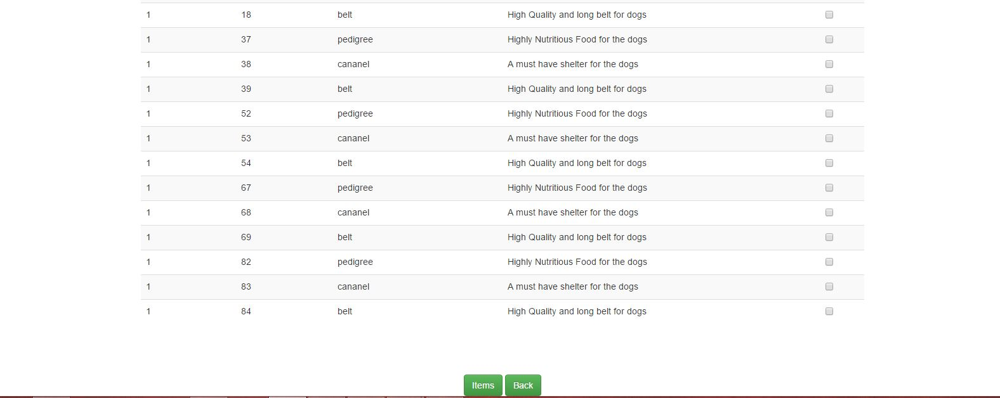 1 18 belt High Quality and long belt for dogs
1 37 pedigree Highly Nutritious Food for the dogs
1 38 cananel A must have shelter for the dogs
1 39 belt High Quality and long belt for dogs
1 52 pedigree Highly Nutritious Food for the dogs
1 53 cananel A must have shelter for the dogs
1 54 belt High Quality and long belt for dogs
1 67 pedigree Highly Nutritious Food for the dogs
1 68 cananel A must have shelter for the dogs
1 69 belt High Quality and long belt for dogs
1 82 pedigree Highly Nutritious Food for the dogs
1 83 cananel A must have shelter for the dogs
1 84 belt High Quality and long belt for dogs
Items Back